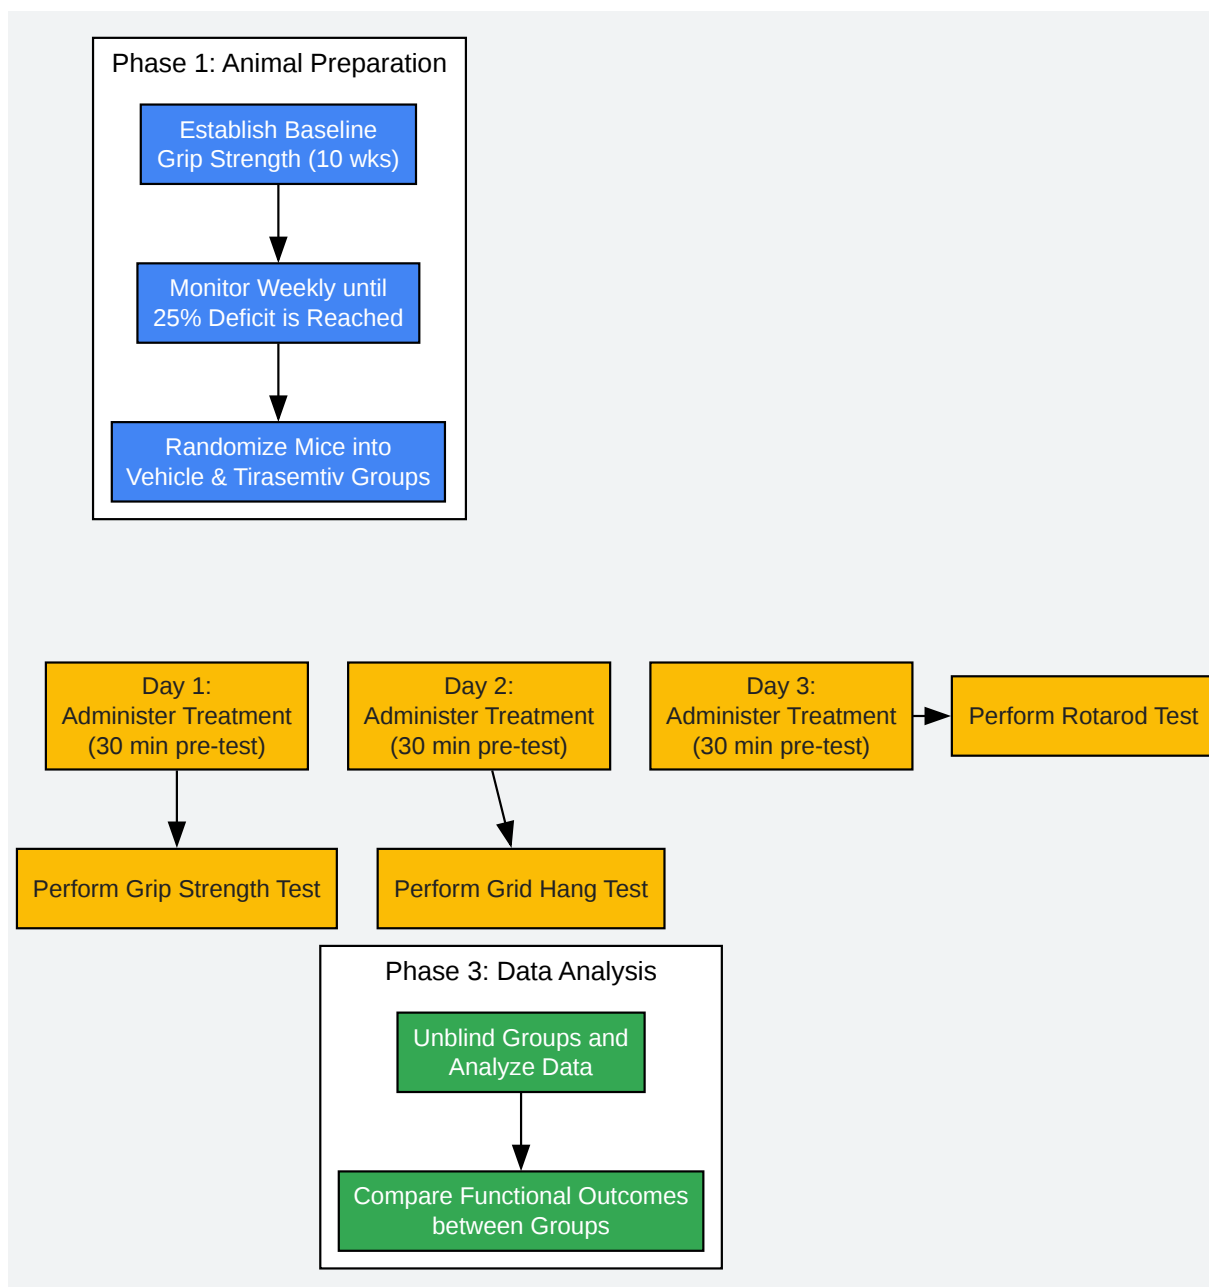 Phase 1: Animal Preparation
Establish Baseline
Grip Strength (10 wks)
Monitor Weekly until
25% Deficit is Reached
Randomize Mice into
Vehicle & Tirasemtiv Groups
Day 1:
Administer Treatment
(30 min pre-test)
Day 2:
Administer Treatment
(30 min pre-test)
Day 3:
Administer Treatment
(30 min pre-test)
Perform Rotarod Test
Perform Grip Strength Test
Perform Grid Hang Test
Phase 3: Data Analysis
Unblind Groups and
Analyze Data
Compare Functional Outcomes
between Groups